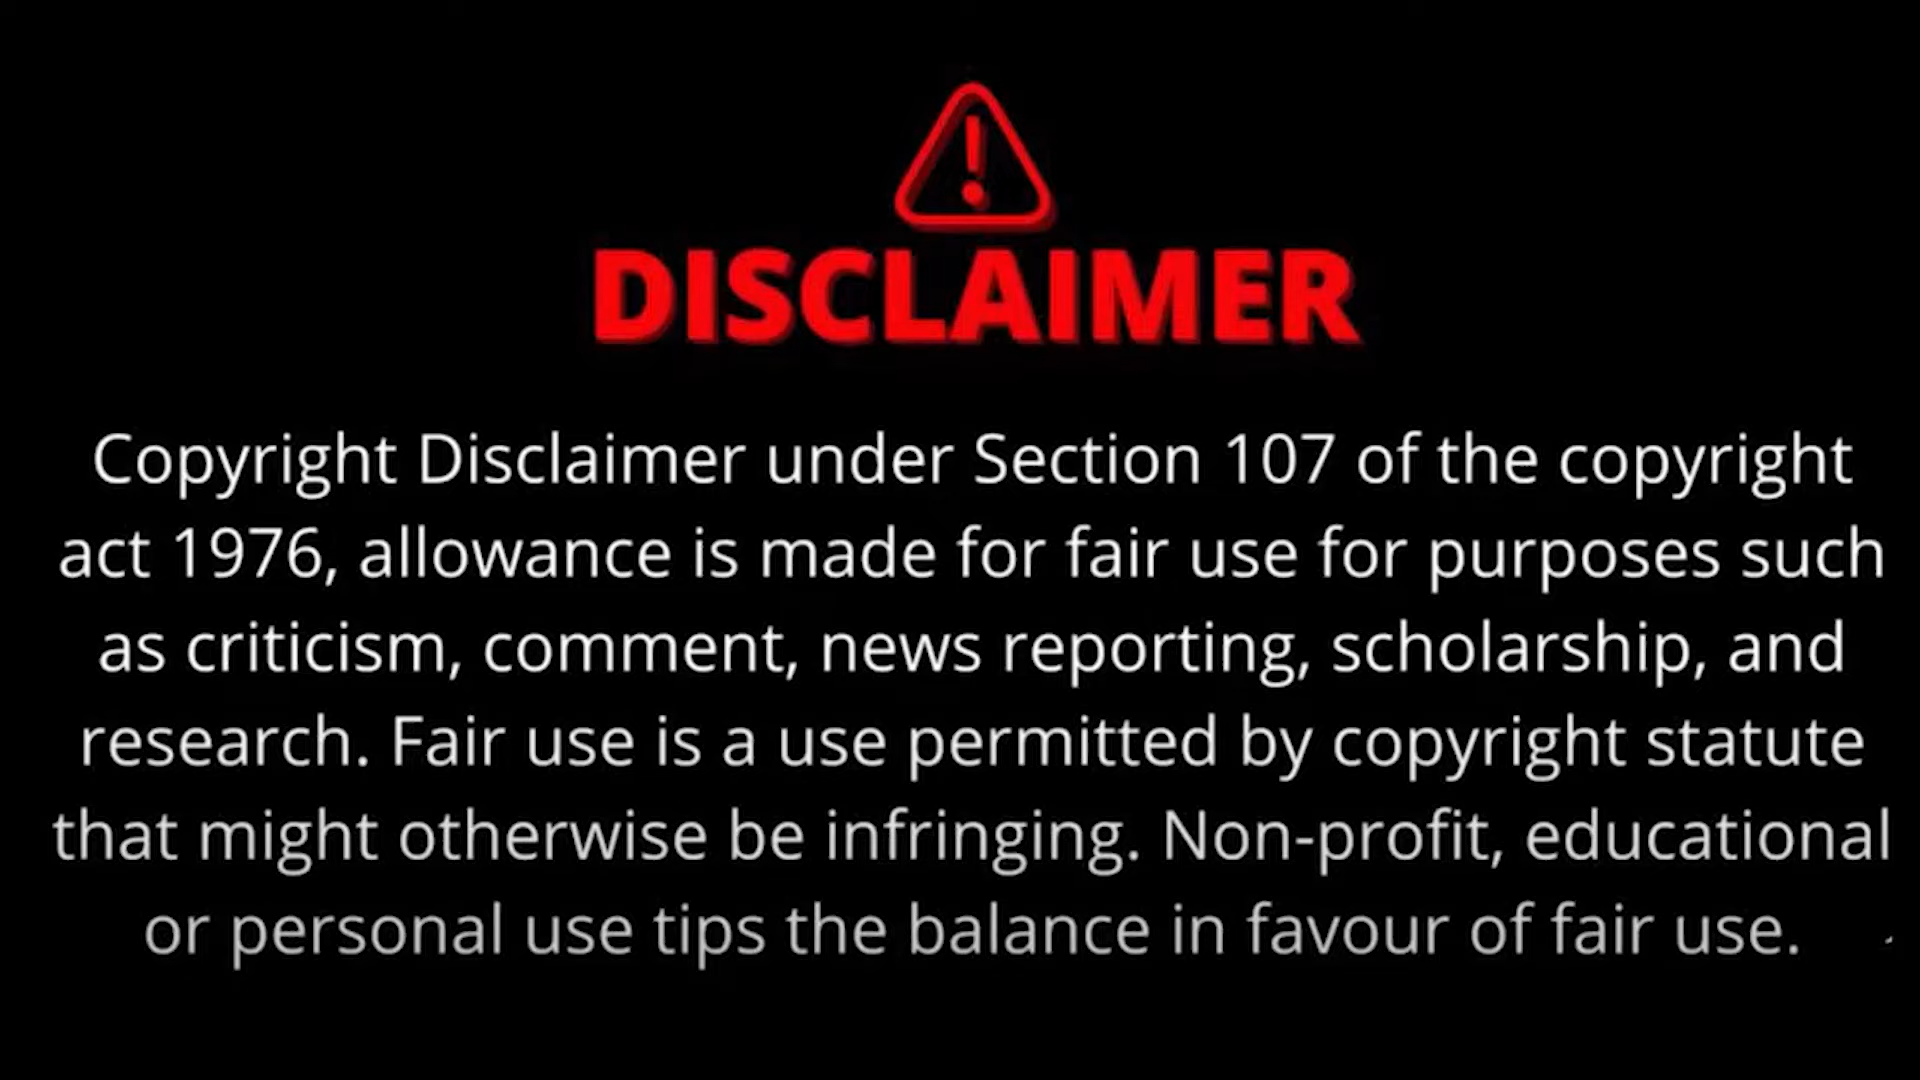 DISCLAIMER
Copyright Disclaimer under Section 107 of the copyright
act 1976, allowance is made for fair use for purposes such
as criticism, comment, news reporting, scholarship, and
research. Fair use is a use permitted by copyright statute
that might otherwise be infringing. Non-profit, educational
or personal use tips the balance in favour of fair use.